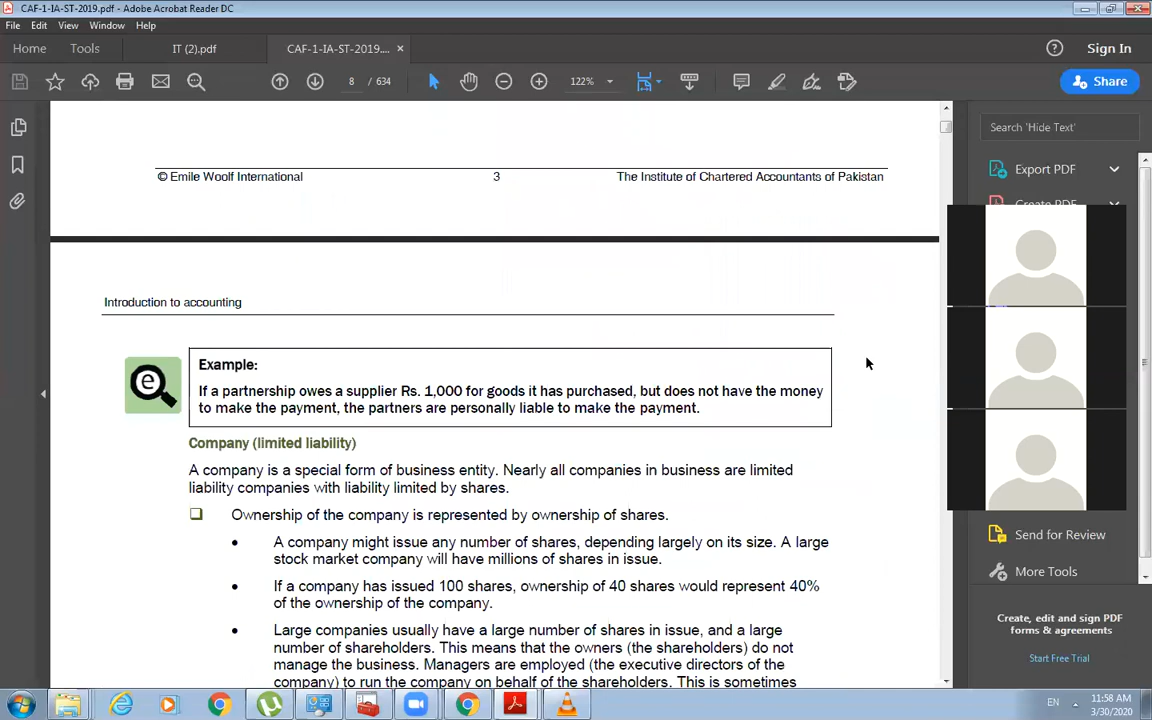 CAF-1-IA-ST-2019.pdf - Adobe Acrobat Reader DC
File Edit View Window Help
Home Tools IT (2).pdf CAF-1-IA-ST-2019.... × Sign In
8 / 634 122% Share
Search 'Hide Text'
© Emile Woolf International 3 The Institute of Chartered Accountants of Pakistan
Export PDF
Create PDF
Introduction to accounting
Example:
If a partnership owes a supplier Rs. 1,000 for goods it has purchased, but does not have the money
to make the payment, the partners are personally liable to make the payment.
Company (limited liability)
A company is a special form of business entity. Nearly all companies in business are limited
liability companies with liability limited by shares.
Ownership of the company is represented by ownership of shares.
• A company might issue any number of shares, depending largely on its size. A large
stock market company will have millions of shares in issue.
• If a company has issued 100 shares, ownership of 40 shares would represent 40%
of the ownership of the company.
• Large companies usually have a large number of shares in issue, and a large
number of shareholders. This means that the owners (the shareholders) do not
manage the business. Managers are employed (the executive directors of the
company) to run the company on behalf of the shareholders. This is sometimes
Send for Review
More Tools
Create, edit and sign PDF
forms & agreements
Start Free Trial
EN 11:58 AM
3/30/2020